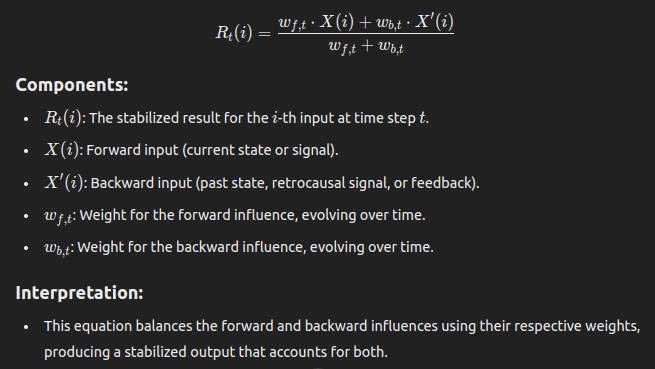 R_t(i) = \frac{w_{f,t} \cdot X(i) + w_{b,t} \cdot X'(i)}{w_{f,t} + w_{b,t}}
Components:
• R_t(i): The stabilized result for the i-th input at time step t.
• X(i): Forward input (current state or signal).
• X'(i): Backward input (past state, retrocausal signal, or feedback).
• w_{f,t}: Weight for the forward influence, evolving over time.
• w_{b,t}: Weight for the backward influence, evolving over time.
Interpretation:
• This equation balances the forward and backward influences using their respective weights,
producing a stabilized output that accounts for both.